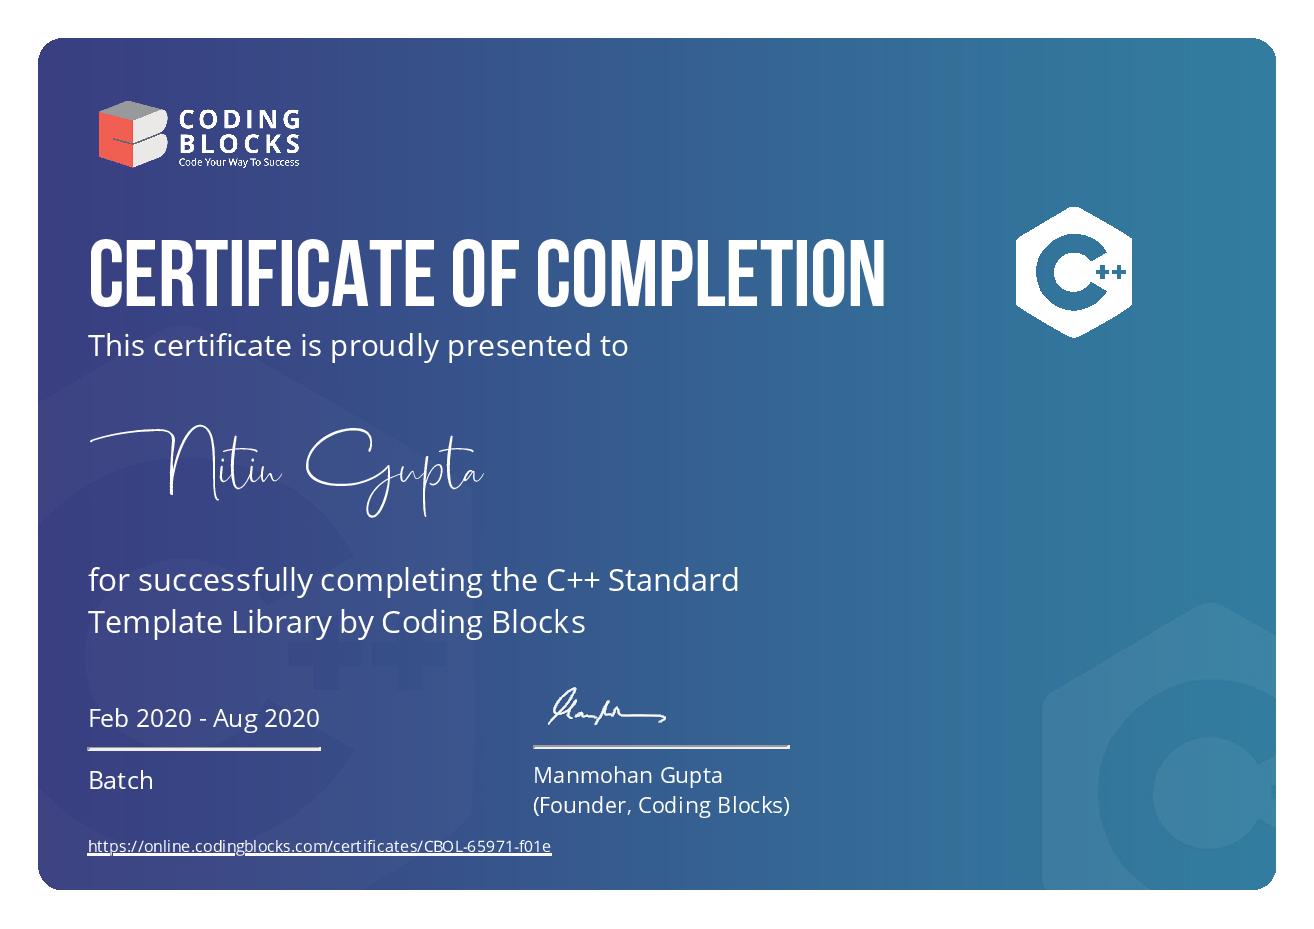 CODING
BLOCKS
Code Your Way To Success
CERTIFICATE OF COMPLETION
C++
This certificate is proudly presented to
Nitin Gupta
for successfully completing the C++ Standard
Template Library by Coding Blocks
Feb 2020 - Aug 2020
Batch
Manmohan Gupta
(Founder, Coding Blocks)
https://online.codingblocks.com/certificates/CBOL-65971-f01e